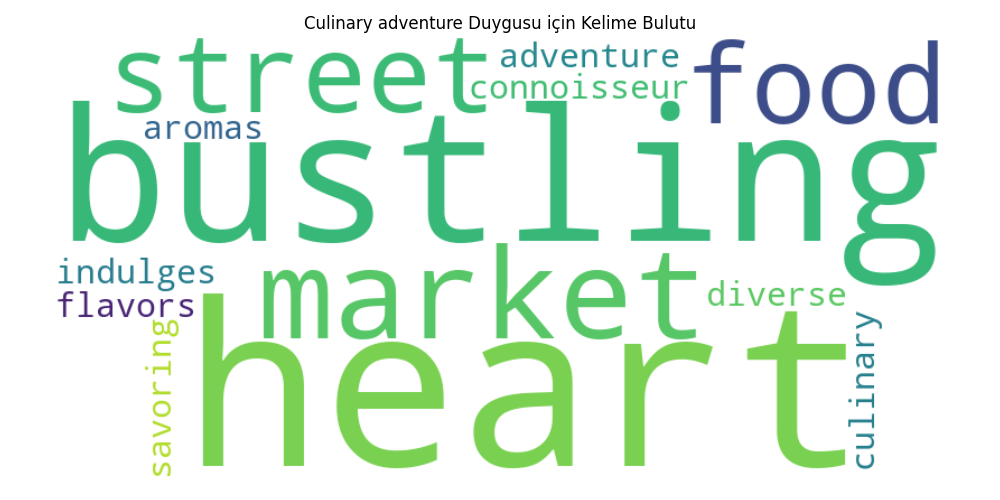 Culinary adventure Duygusu için Kelime Bulutu
street
adventure
food
connoisseur
aromas
bustling
indulges
market
diverse
flavors
savoring
heart
culinary